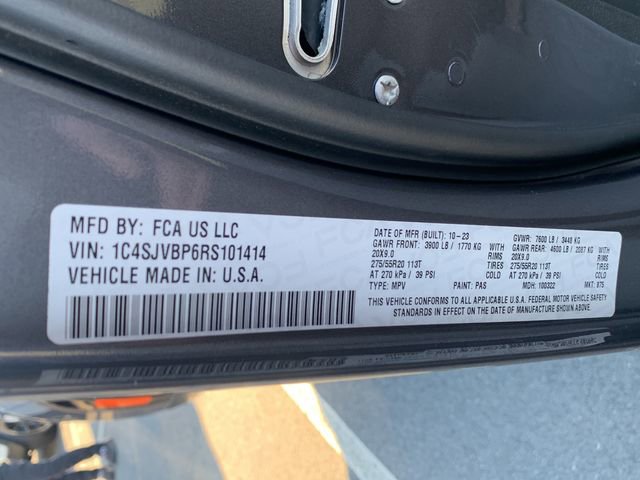 MFD BY: FCA US LLC
VIN: 1C4SJVBP6RS101414
VEHICLE MADE IN: U.S.A.
DATE OF MFR (BUILT): 10-23 GVWR: 7600 LB / 3448 KG
GAWR FRONT: 3900 LB / 1770 KG WITH GAWR REAR: 4600 LB / 2087 KG WITH
20X9.0 RIMS 20X9.0 RIMS
275/55R20 113T TIRES 275/55R20 113T TIRES
AT 270 kPa / 39 PSI COLD AT 270 kPa / 39 PSI COLD
TYPE: MPV PAINT: PAS MDH: 100322 MKT: 875
THIS VEHICLE CONFORMS TO ALL APPLICABLE U.S.A. FEDERAL MOTOR VEHICLE SAFETY
STANDARDS IN EFFECT ON THE DATE OF MANUFACTURE SHOWN ABOVE.